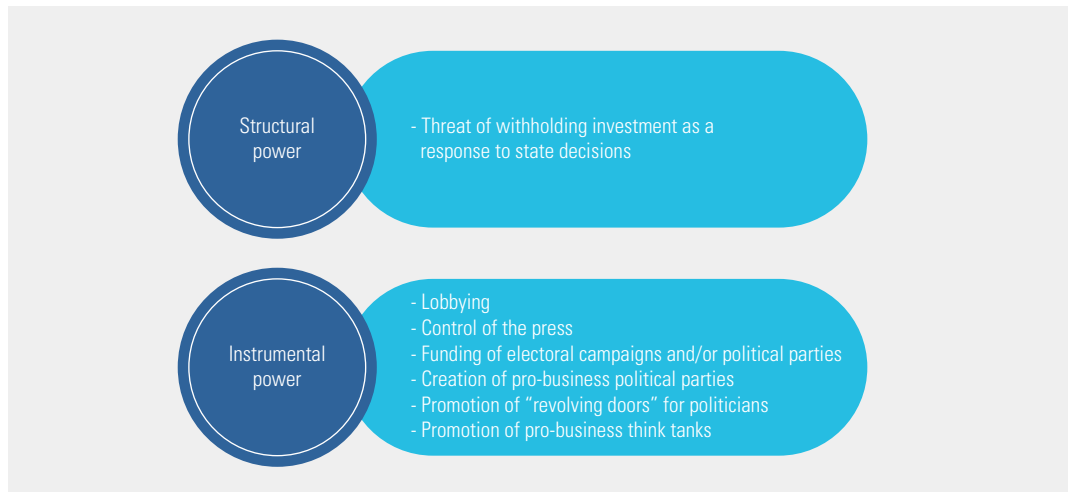 Structural
power
- Threat of withholding investment as a
response to state decisions
Instrumental
power
- Lobbying
- Control of the press
- Funding of electoral campaigns and/or political parties
- Creation of pro-business political parties
- Promotion of “revolving doors” for politicians
- Promotion of pro-business think tanks